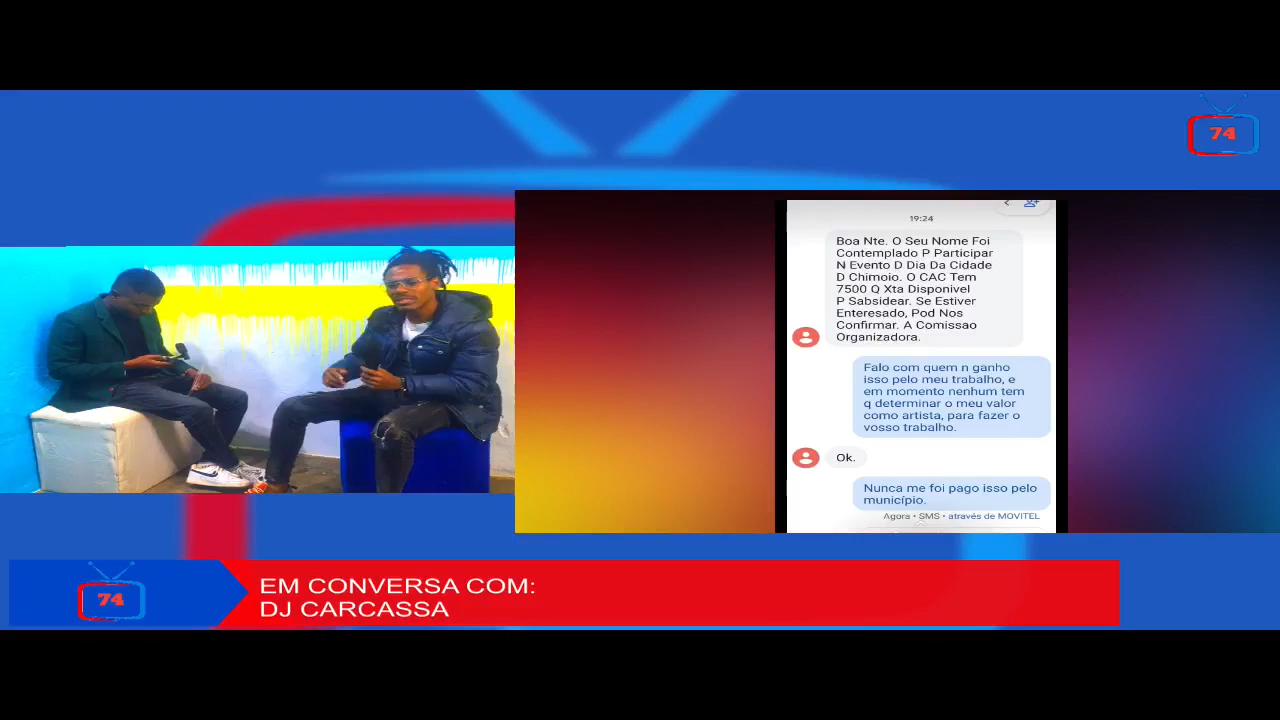 74
19:24
Boa Nte. O Seu Nome Foi
Contemplado P Participar
N Evento D Dia Da Cidade
D Chimoio. O CAC Tem
7500 Q Xta Disponivel
P Sabsidear. Se Estiver
Enteresado, Pod Nos
Confirmar. A Comissao
Organizadora.
Falo com quem n ganho
isso pelo meu trabalho, e
em momento nenhum tem
q determinar o meu valor
como artista, para fazer o
vosso trabalho.
Ok.
Nunca me foi pago isso pelo
município.
Agora • SMS • através de MOVITEL
74
EM CONVERSA COM:
DJ CARCASSA